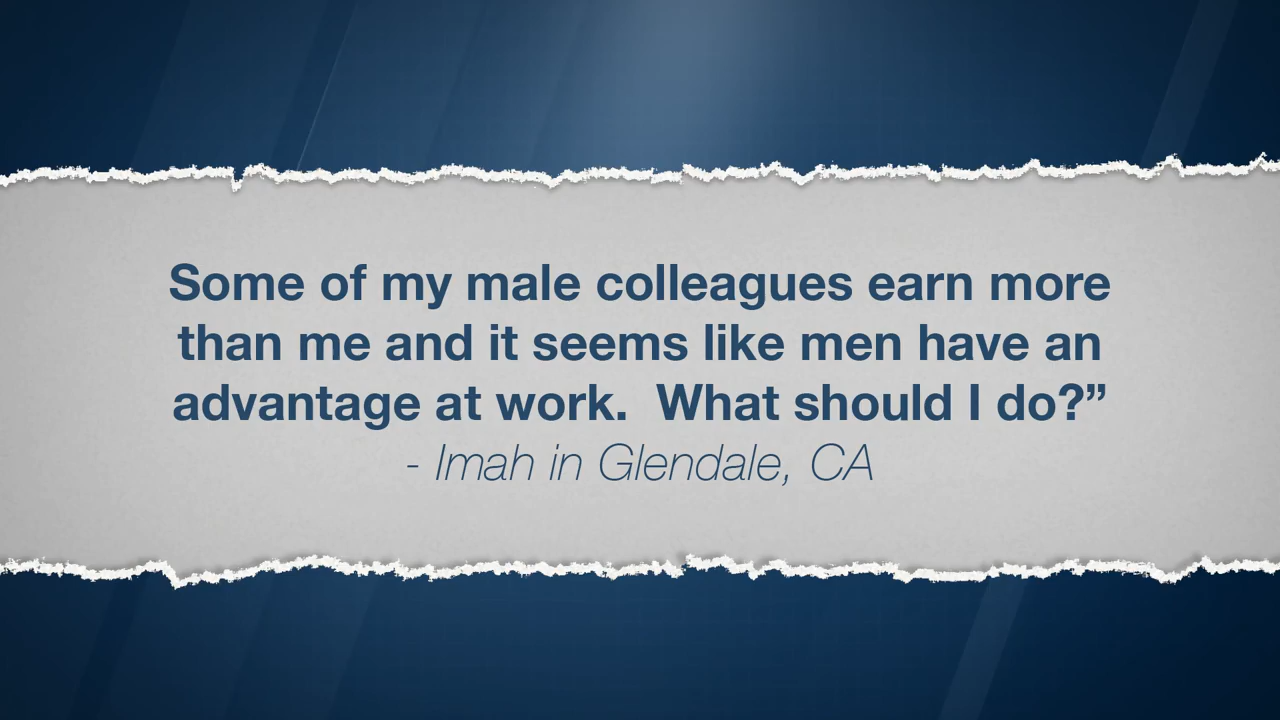 Some of my male colleagues earn more
than me and it seems like men have an
advantage at work.  What should I do?”
- Imah in Glendale, CA